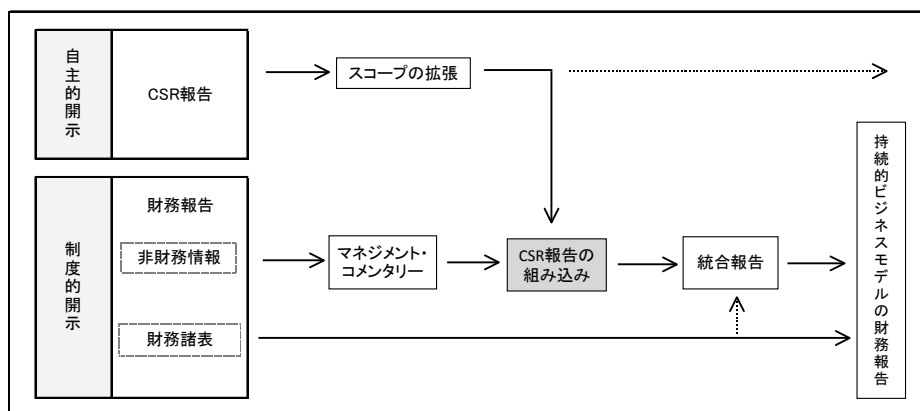 自主的開示
CSR報告
スコープの拡張
制度的開示
財務報告
非財務情報
財務諸表
マネジメント・
コメンタリー
CSR報告の
組み込み
統合報告
持続的ビジネスモデルの財務報告